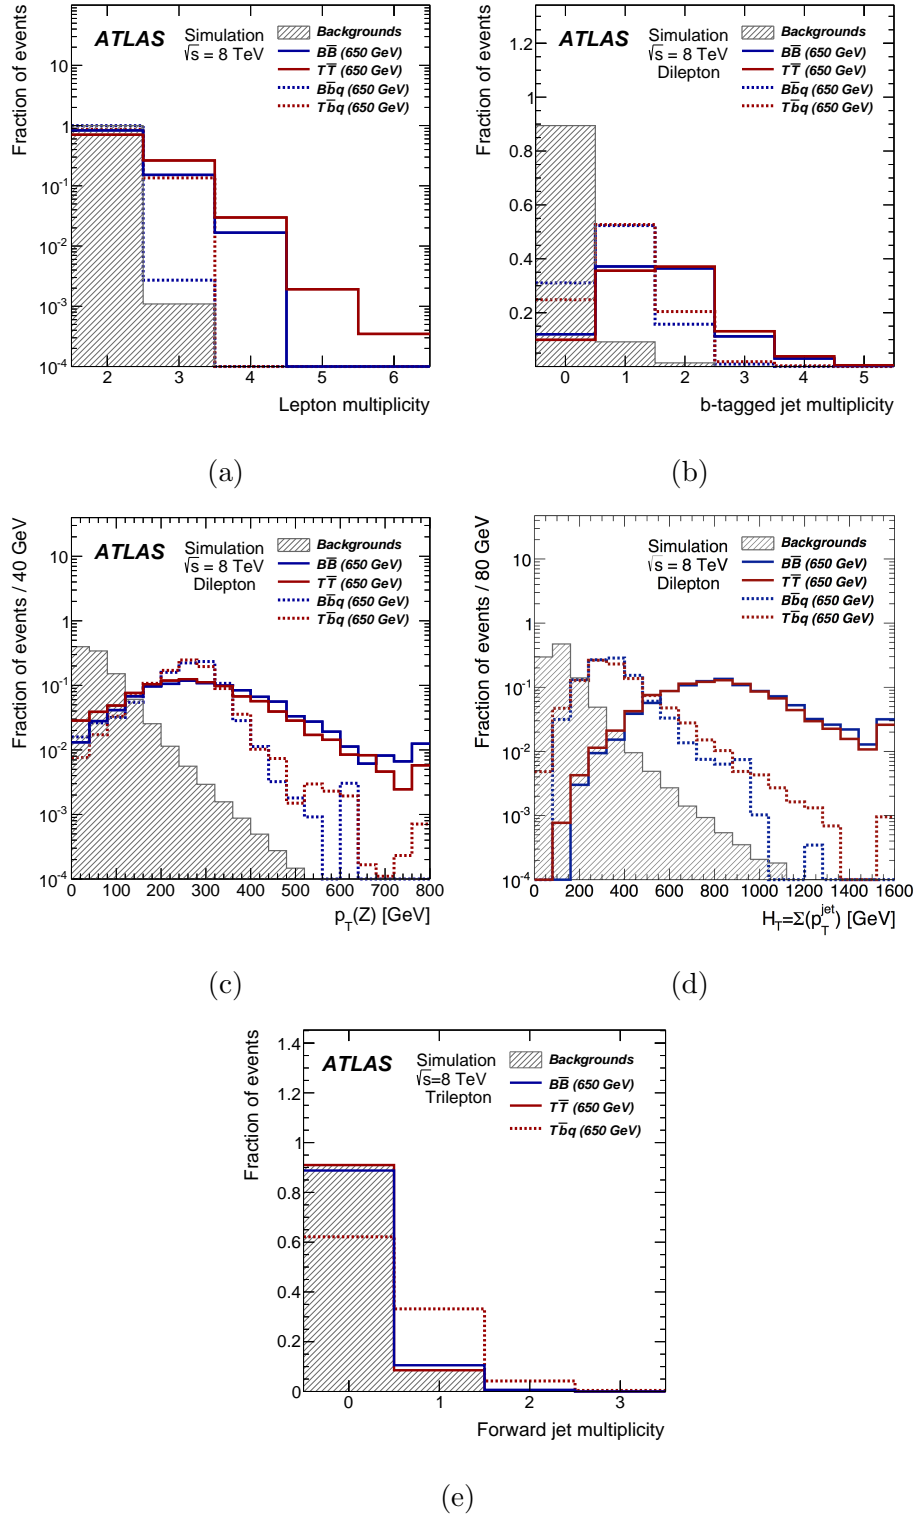 Fraction of events
ATLAS
Simulation
√s = 8 TeV
Backgrounds
BB̅ (650 GeV)
TT̅ (650 GeV)
Bb̅q (650 GeV)
Tb̅q (650 GeV)
10
1
10⁻¹
10⁻²
10⁻³
10⁻⁴
2 3 4 5 6
Lepton multiplicity
(a)
Fraction of events
ATLAS
Simulation
√s = 8 TeV
Dilepton
Backgrounds
BB̅ (650 GeV)
TT̅ (650 GeV)
Bb̅q (650 GeV)
Tb̅q (650 GeV)
1.2
1
0.8
0.6
0.4
0.2
0 1 2 3 4 5
b-tagged jet multiplicity
(b)
Fraction of events / 40 GeV
ATLAS
Simulation
√s = 8 TeV
Dilepton
Backgrounds
BB̅ (650 GeV)
TT̅ (650 GeV)
Bb̅q (650 GeV)
Tb̅q (650 GeV)
10
1
10⁻¹
10⁻²
10⁻³
10⁻⁴
0 100 200 300 400 500 600 700 800
p_T(Z) [GeV]
(c)
Fraction of events / 80 GeV
Simulation
√s = 8 TeV
Dilepton
Backgrounds
BB̅ (650 GeV)
TT̅ (650 GeV)
Bb̅q (650 GeV)
Tb̅q (650 GeV)
10
1
10⁻¹
10⁻²
10⁻³
10⁻⁴
0 200 400 600 800 1000 1200 1400 1600
H_T=Σ(p_T^jet) [GeV]
(d)
Fraction of events
ATLAS
Simulation
√s=8 TeV
Trilepton
Backgrounds
BB̅ (650 GeV)
TT̅ (650 GeV)
Tb̅q (650 GeV)
1.4
1.2
1
0.8
0.6
0.4
0.2
0
0 1 2 3
Forward jet multiplicity
(e)